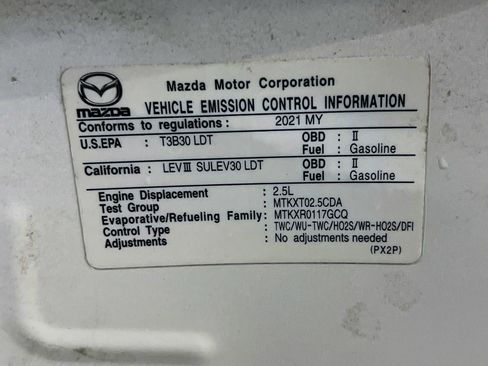 mazda
Mazda Motor Corporation
VEHICLE EMISSION CONTROL INFORMATION
Conforms to regulations : 2021 MY
U.S.EPA : T3B30 LDT OBD : II
Fuel : Gasoline
California : LEVIII SULEV30 LDT OBD : II
Fuel : Gasoline
Engine Displacement : 2.5L
Test Group : MTKXT02.5CDA
Evaporative/Refueling Family: MTKXR0117GCQ
Control Type : TWC/WU-TWC/HO2S/WR-HO2S/DFI
Adjustments : No adjustments needed
(PX2P)